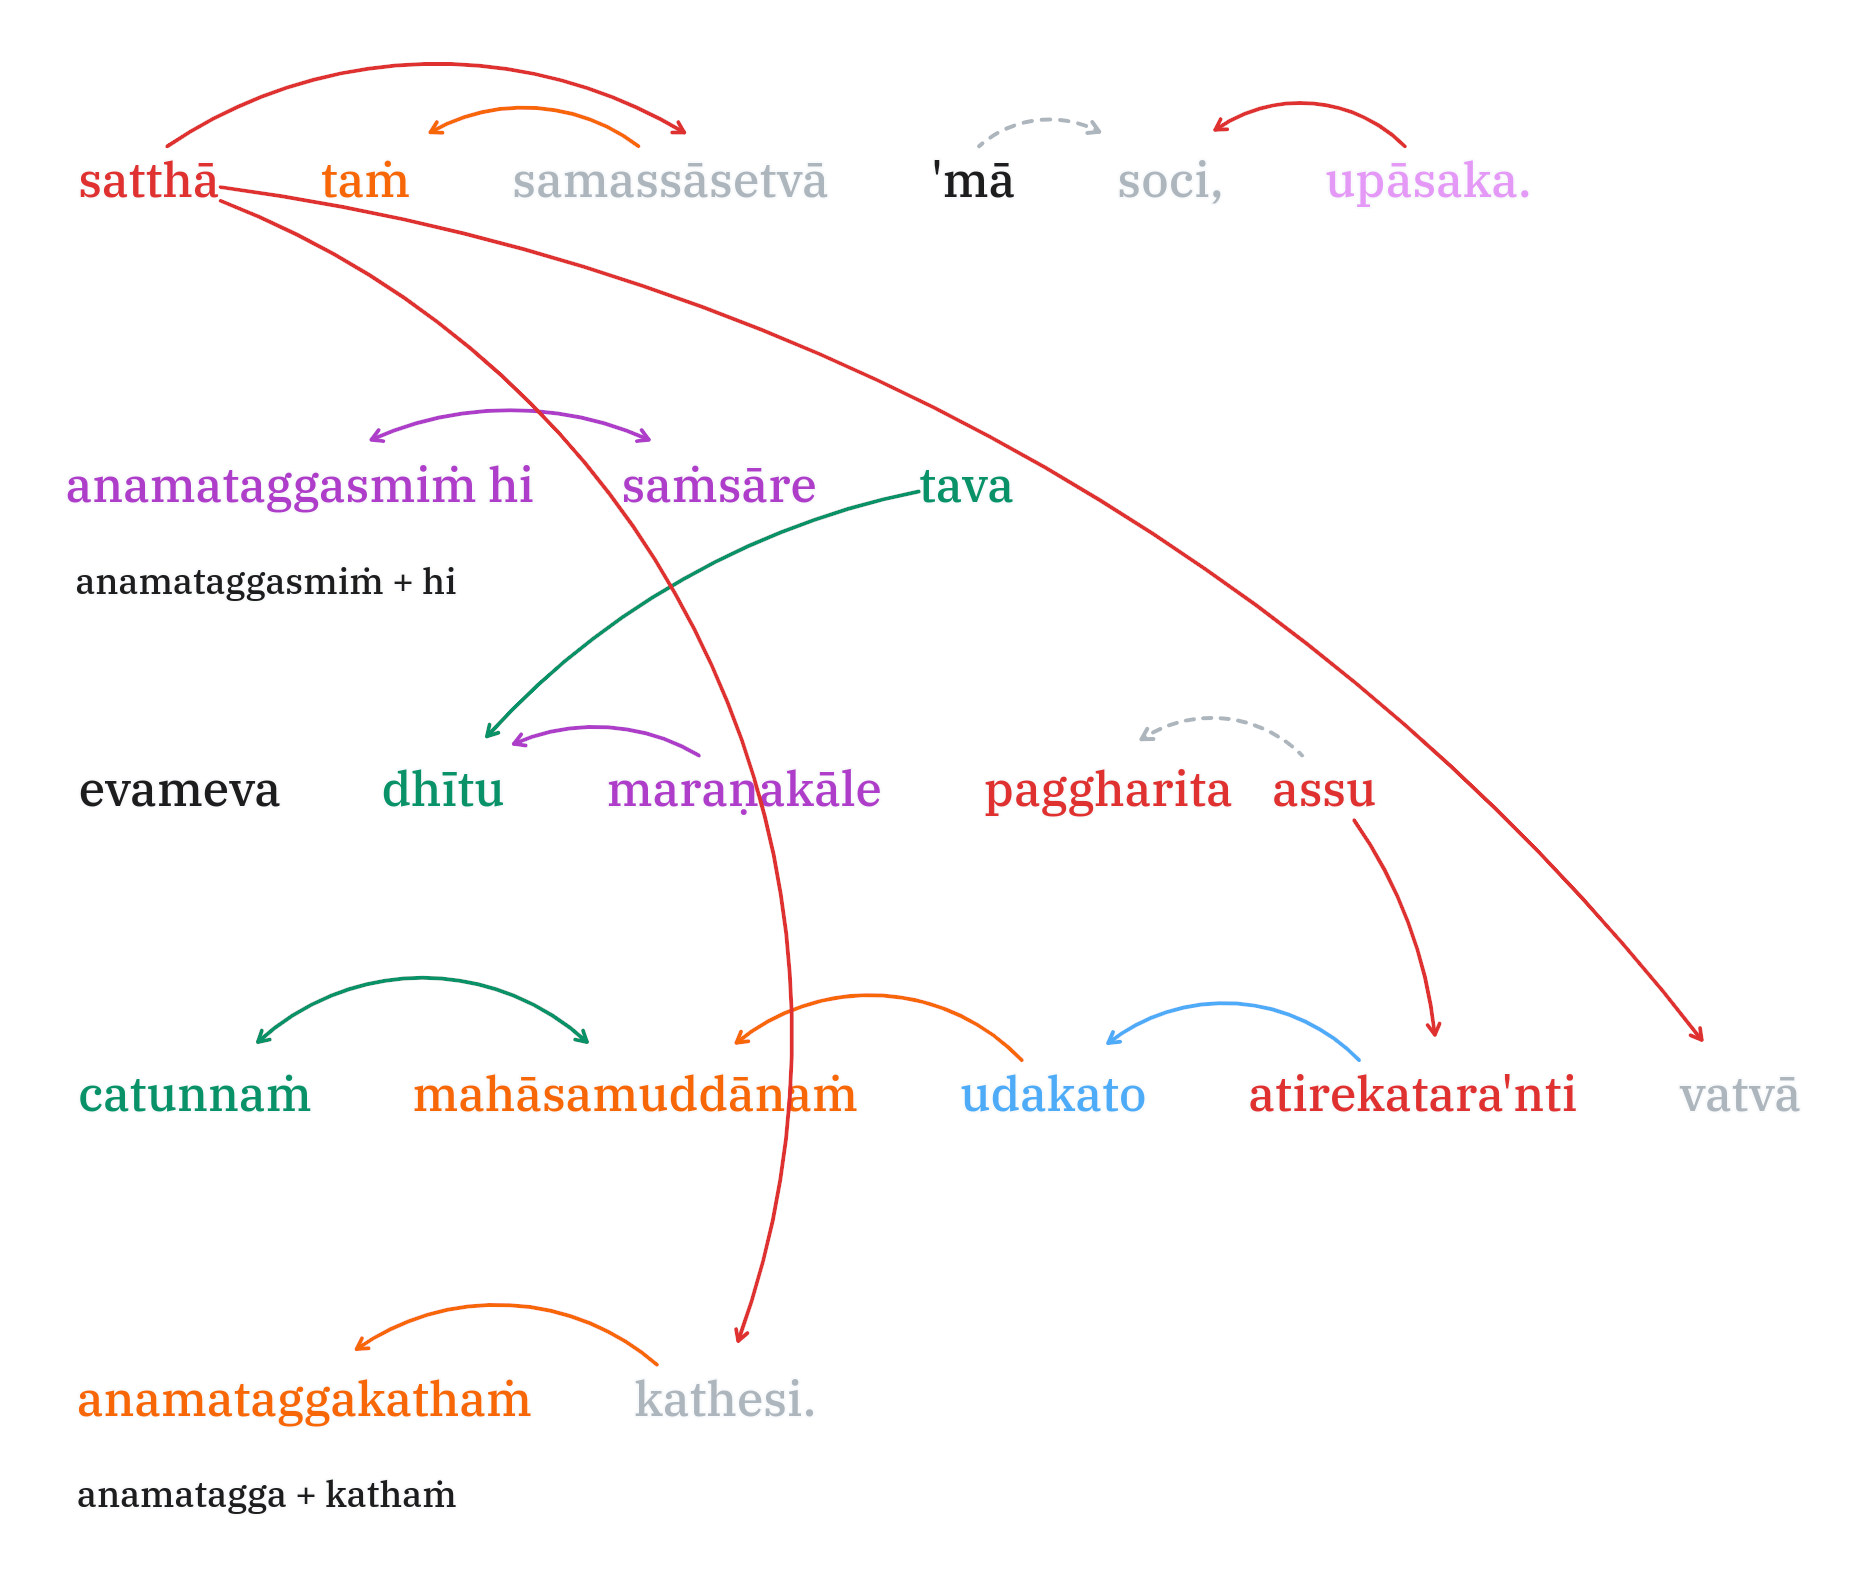 satthā taṁ samassāsetvā 'mā soci, upāsaka.
anamataggasmiṁ hi saṁsāre tava
anamataggasmiṁ + hi
evameva dhītu maraṇakāle paggharita assu
catunnaṁ mahāsamuddānaṁ udakato atirekatara'nti vatvā
anamataggakathaṁ kathesi.
anamatagga + kathaṁ